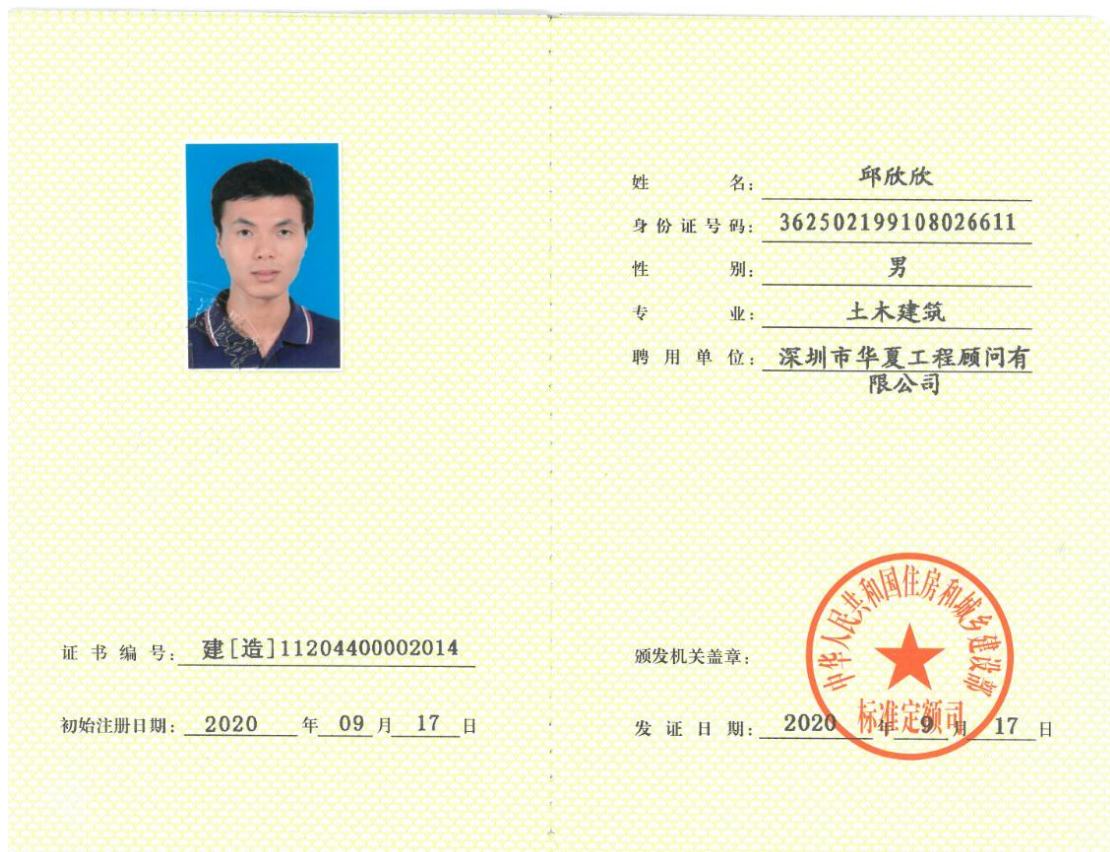 姓 名: 邱欣欣
身份证号码: 362502199108026611
性 别: 男
专 业: 土木建筑
聘用单位: 深圳市华夏工程顾问有
限公司
证书编号: 建[造]11204400002014
初始注册日期: 2020 年 09 月 17 日
颁发机关盖章:
中华人民共和国住房和城乡建设部
标准定额司
发证日期: 2020 年 9 月 17 日